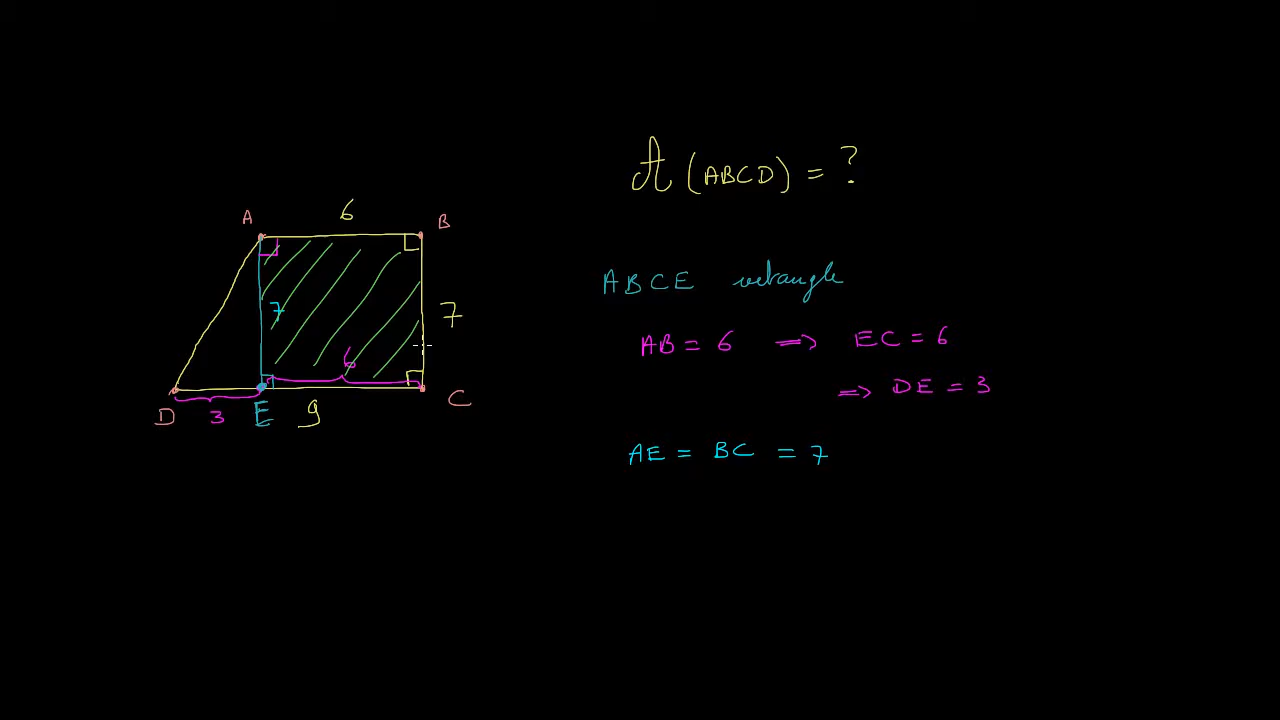 A (ABCD) = ?
6
A B
ABCE rectangle
7 7
AB = 6 => EC = 6
6
=> DE = 3
D 3 E 9 C
AE = BC = 7